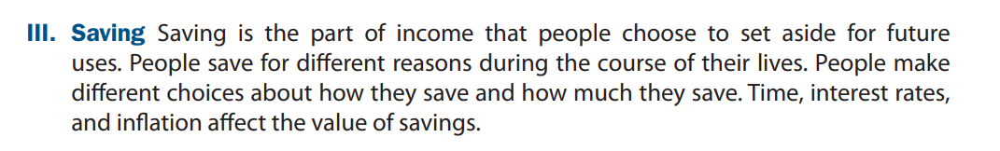 III. Saving Saving is the part of income that people choose to set aside for future
uses. People save for different reasons during the course of their lives. People make
different choices about how they save and how much they save. Time, interest rates,
and inflation affect the value of savings.